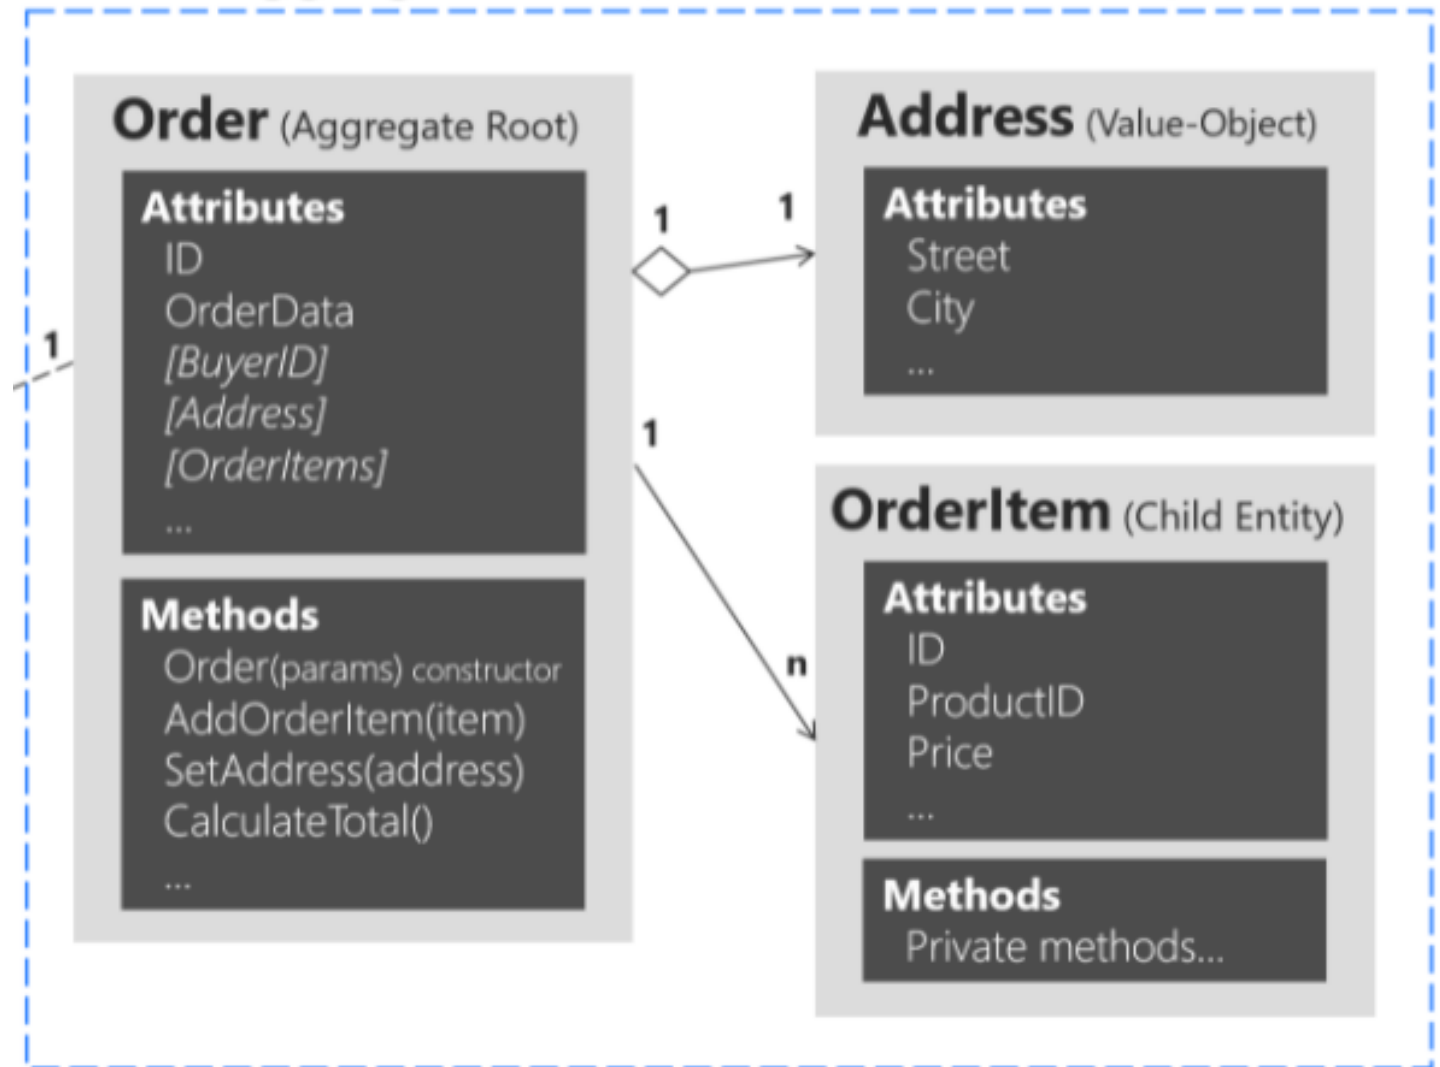 Order (Aggregate Root)
Attributes
ID
OrderData
[BuyerID]
[Address]
[OrderItems]
...
Methods
Order(params) constructor
AddOrderItem(item)
SetAddress(address)
CalculateTotal()
...
1
1
1
1
n
Address (Value-Object)
Attributes
Street
City
...
OrderItem (Child Entity)
Attributes
ID
ProductID
Price
...
Methods
Private methods...